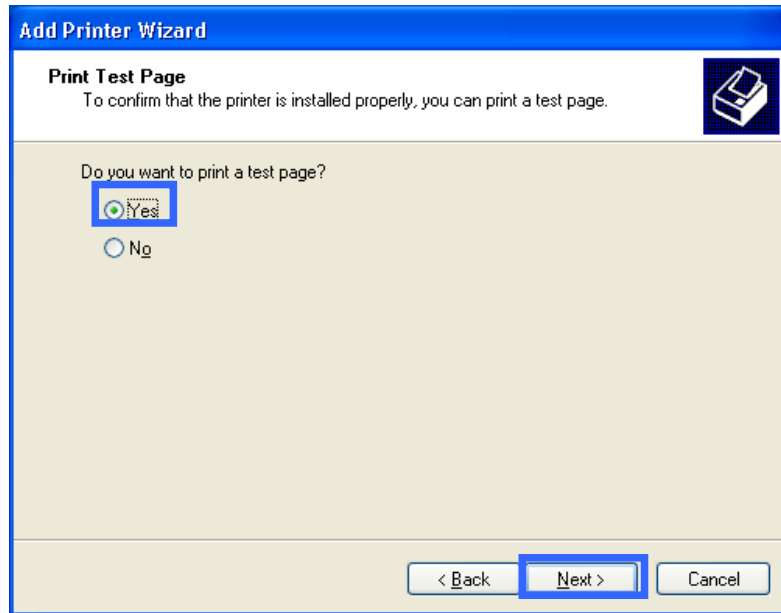 Add Printer Wizard
Print Test Page
To confirm that the printer is installed properly, you can print a test page.
Do you want to print a test page?
Yes
No
< Back Next > Cancel